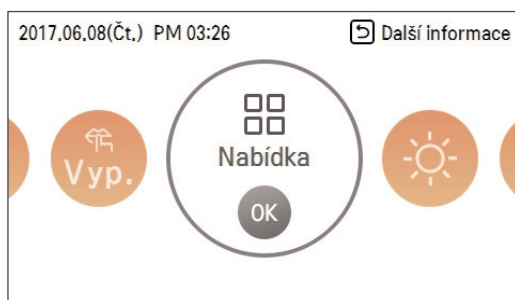 2017.06.08(Čt.) PM 03:26
Další informace
Vyp.
Nabídka
OK